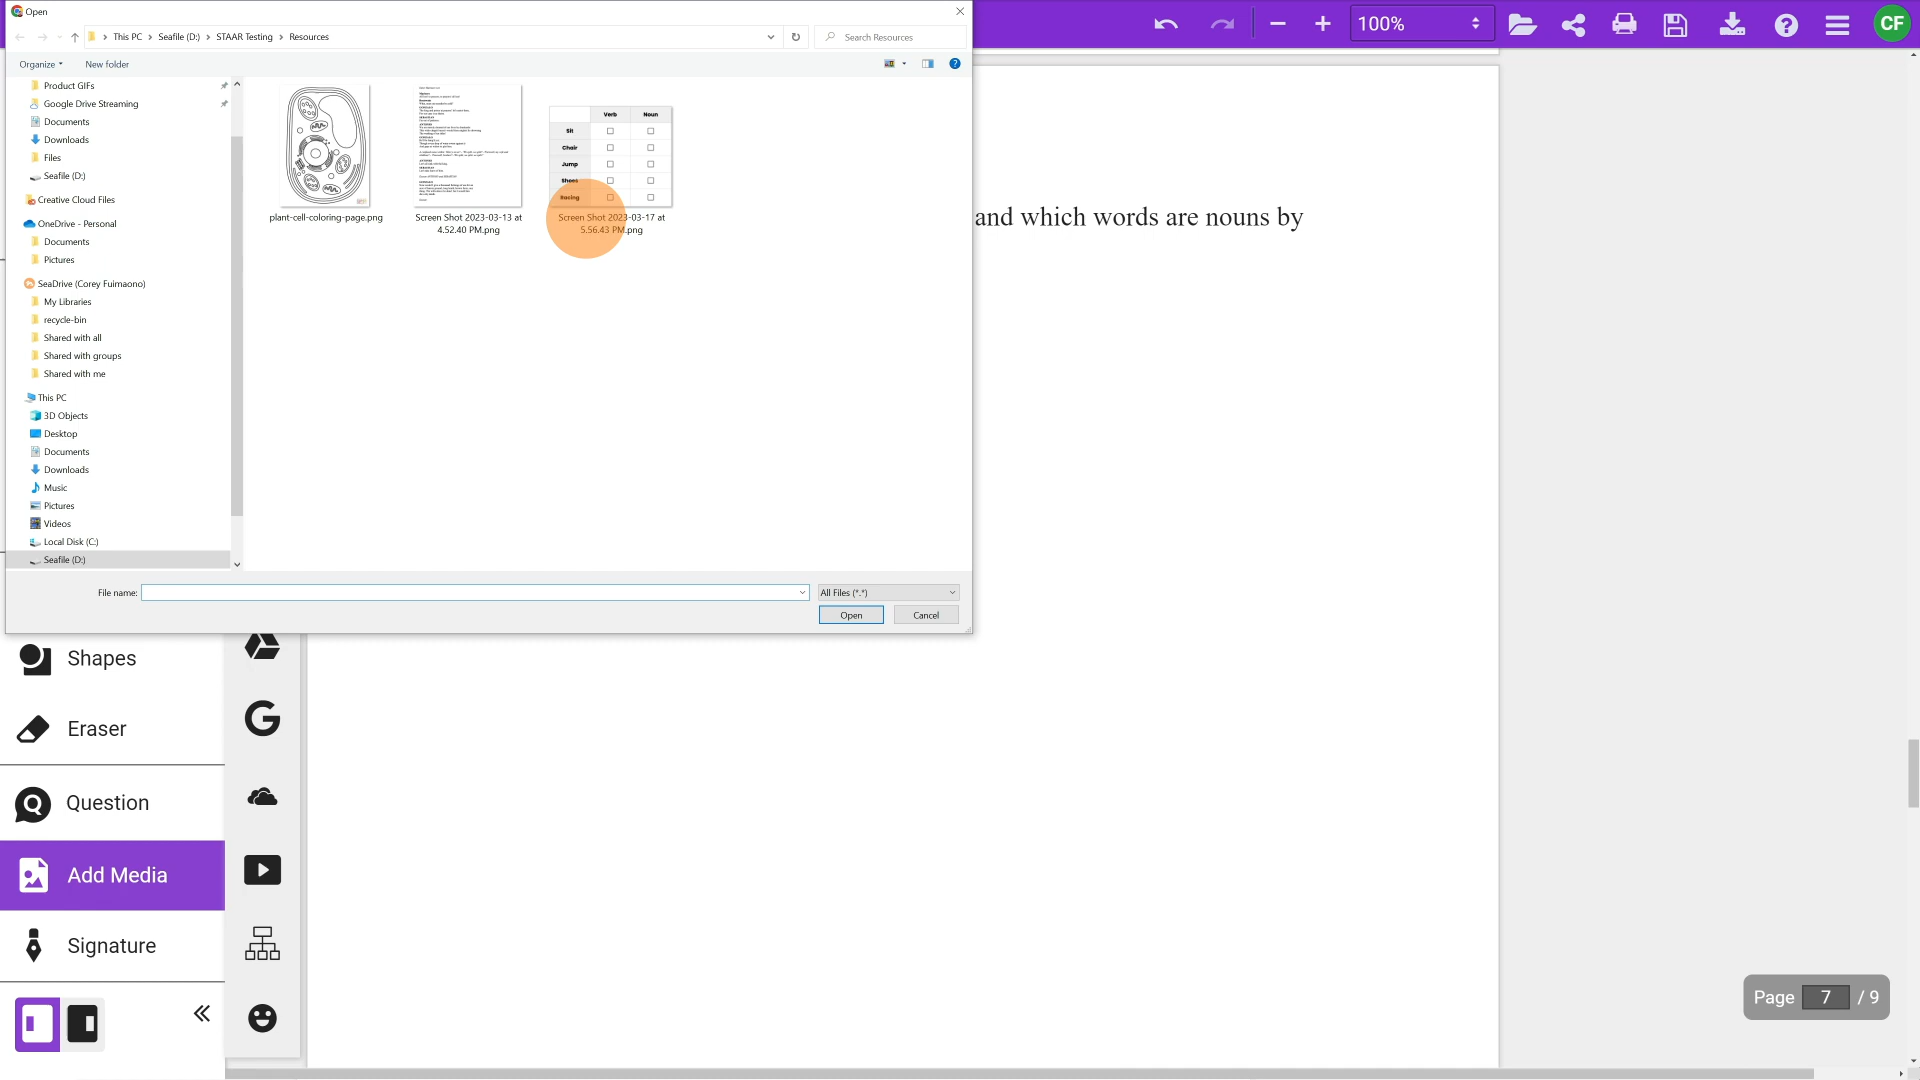 Open
This PC > Seafile (D:) > STAAR Testing > Resources
Search Resources
Organize
New folder
Product GIFs
Google Drive Streaming
Documents
Downloads
Files
Seafile (D:)
Creative Cloud Files
OneDrive - Personal
Documents
Pictures
SeaDrive (Corey Fuimaono)
My Libraries
recycle-bin
Shared with all
Shared with groups
Shared with me
This PC
3D Objects
Desktop
Documents
Downloads
Music
Pictures
Videos
Local Disk (C:)
Seafile (D:)
Verb Noun
Sit
Chair
Jump
Shoes
Racing
plant-cell-coloring-page.png
Screen Shot 2023-03-13 at
4.52.40 PM.png
Screen Shot 2023-03-17 at
5.56.43 PM.png
File name:
All Files (*.*)
Open
Cancel
100%
CF
and which words are nouns by
Shapes
Eraser
Question
Add Media
Signature
Page 7 / 9